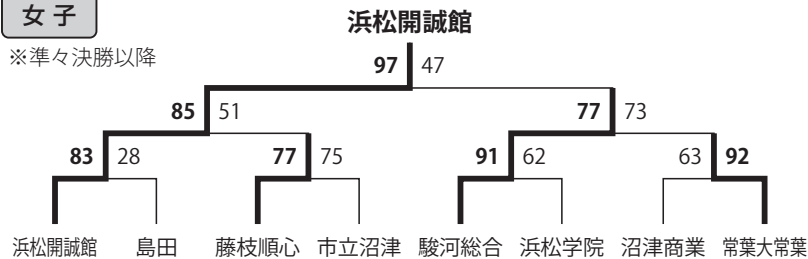 女子
浜松開誠館
※準々決勝以降
97 47
85 51 77 73
83 28 77 75 91 62 63 92
浜松開誠館 島田 藤枝順心 市立沼津 駿河総合 浜松学院 沼津商業 常葉大常葉